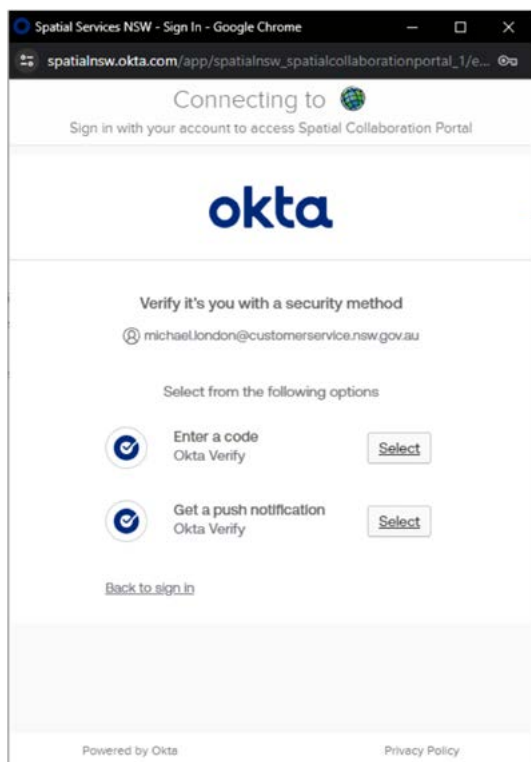 Spatial Services NSW - Sign In - Google Chrome
spatialnsw.okta.com/app/spatialnsw_spatialcollaborationportal_1/e...
Connecting to
Sign in with your account to access Spatial Collaboration Portal
okta
Verify it's you with a security method
michael.london@customerservice.nsw.gov.au
Select from the following options
Enter a code
Okta Verify
Select
Get a push notification
Okta Verify
Select
Back to sign in
Powered by Okta
Privacy Policy